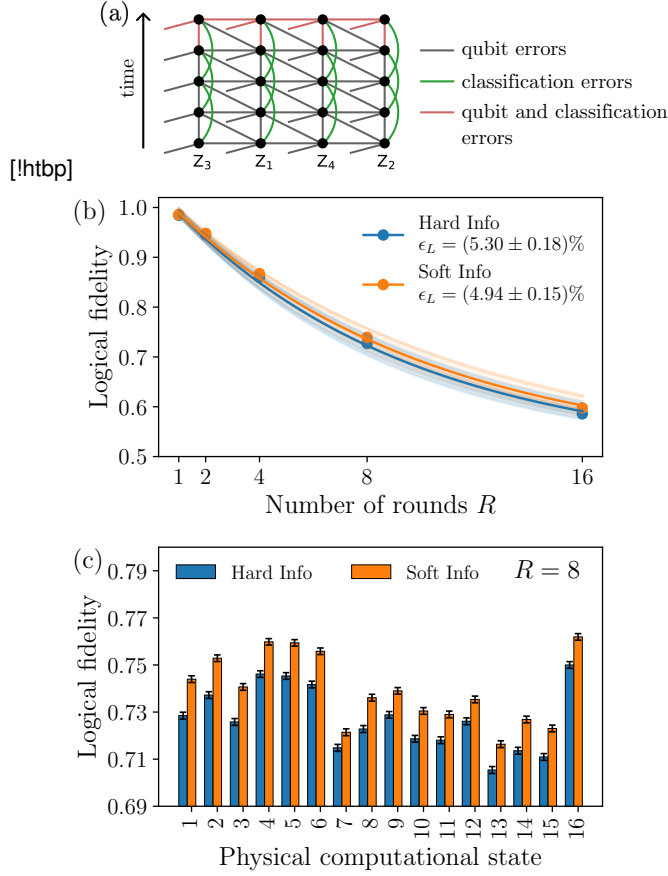 (a)
time
Z₃ Z₁ Z₄ Z₂
qubit errors
classification errors
qubit and classification
errors
[!htbp]
(b)
Logical fidelity
1.0
0.9
0.8
0.7
0.6
0.5
Hard Info
ϵ_L = (5.30 ± 0.18)%
Soft Info
ϵ_L = (4.94 ± 0.15)%
1 2 4 8 16
Number of rounds R
(c)
Logical fidelity
0.79
0.77
0.75
0.73
0.71
0.69
Hard Info Soft Info R = 8
1 2 3 4 5 6 7 8 9 10 11 12 13 14 15 16
Physical computational state